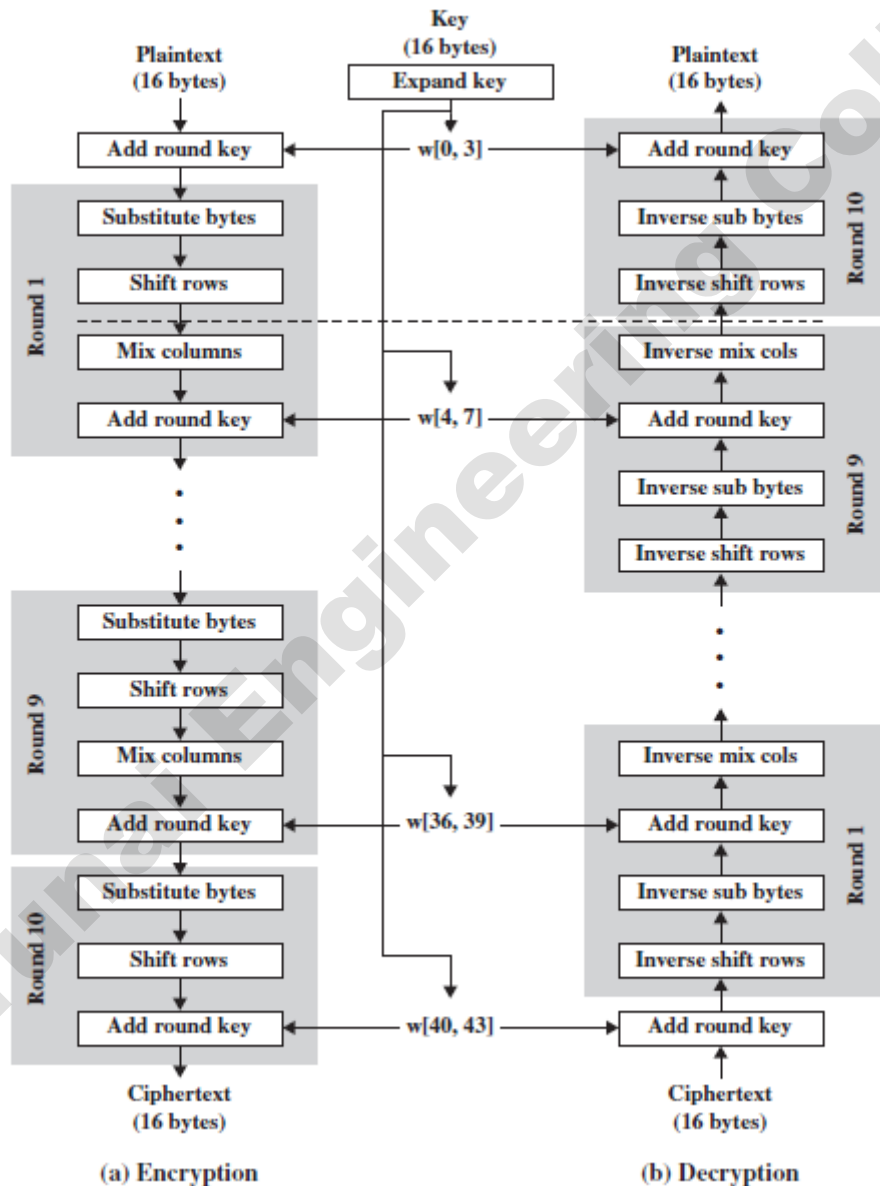 Key
(16 bytes)
Expand key
Plaintext
(16 bytes)
Add round key
Round 1
Substitute bytes
Shift rows
Mix columns
Add round key
Round 9
Substitute bytes
Shift rows
Mix columns
Add round key
Round 10
Substitute bytes
Shift rows
Add round key
Ciphertext
(16 bytes)
(a) Encryption
w[0, 3]
w[4, 7]
w[36, 39]
w[40, 43]
Plaintext
(16 bytes)
Add round key
Inverse sub bytes
Inverse shift rows
Round 10
Inverse mix cols
Add round key
Inverse sub bytes
Inverse shift rows
Round 9
Inverse mix cols
Add round key
Inverse sub bytes
Inverse shift rows
Round 1
Add round key
Ciphertext
(16 bytes)
(b) Decryption
Engineering